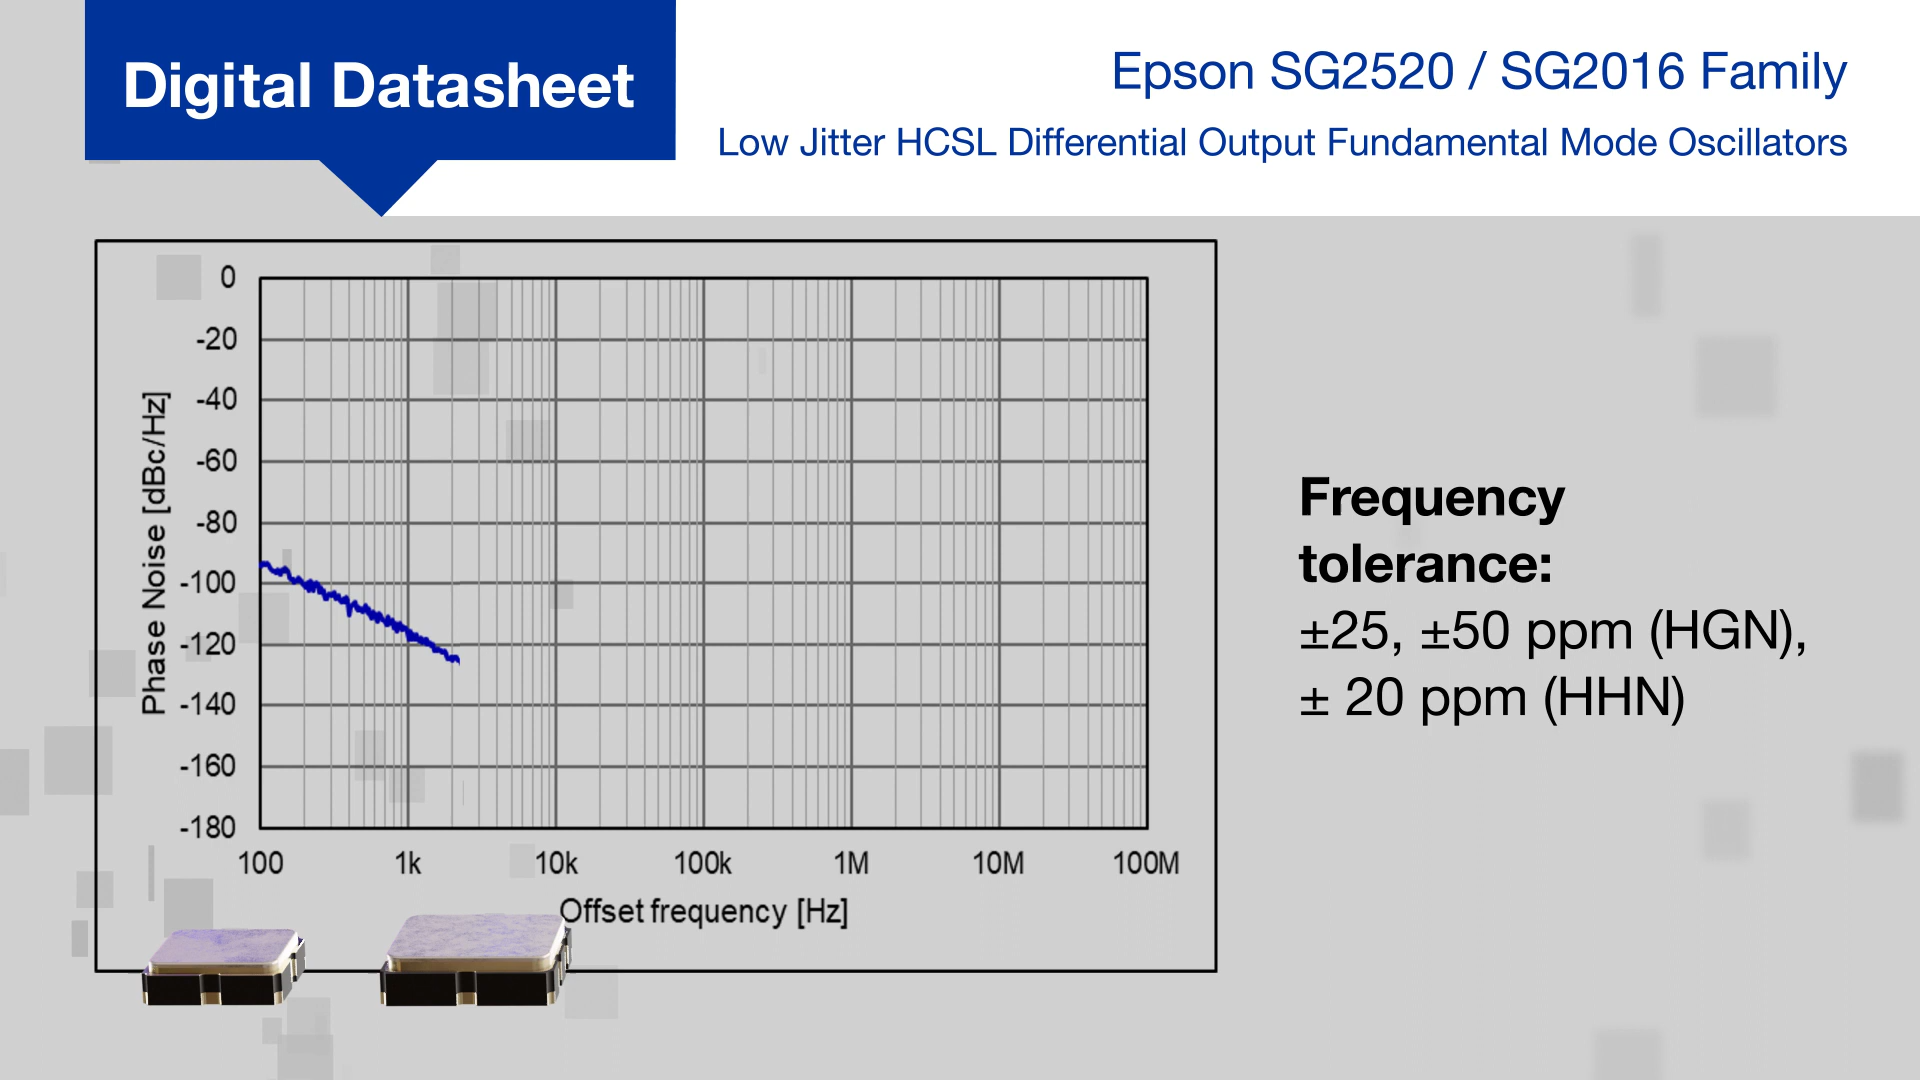 Digital Datasheet
Epson SG2520 / SG2016 Family
Low Jitter HCSL Differential Output Fundamental Mode Oscillators
0
-20
-40
-60
-80
-100
-120
-140
-160
-180
Phase Noise [dBc/Hz]
100 1k 10k 100k 1M 10M 100M
Offset frequency [Hz]
Frequency
tolerance:
±25, ±50 ppm (HGN),
± 20 ppm (HHN)